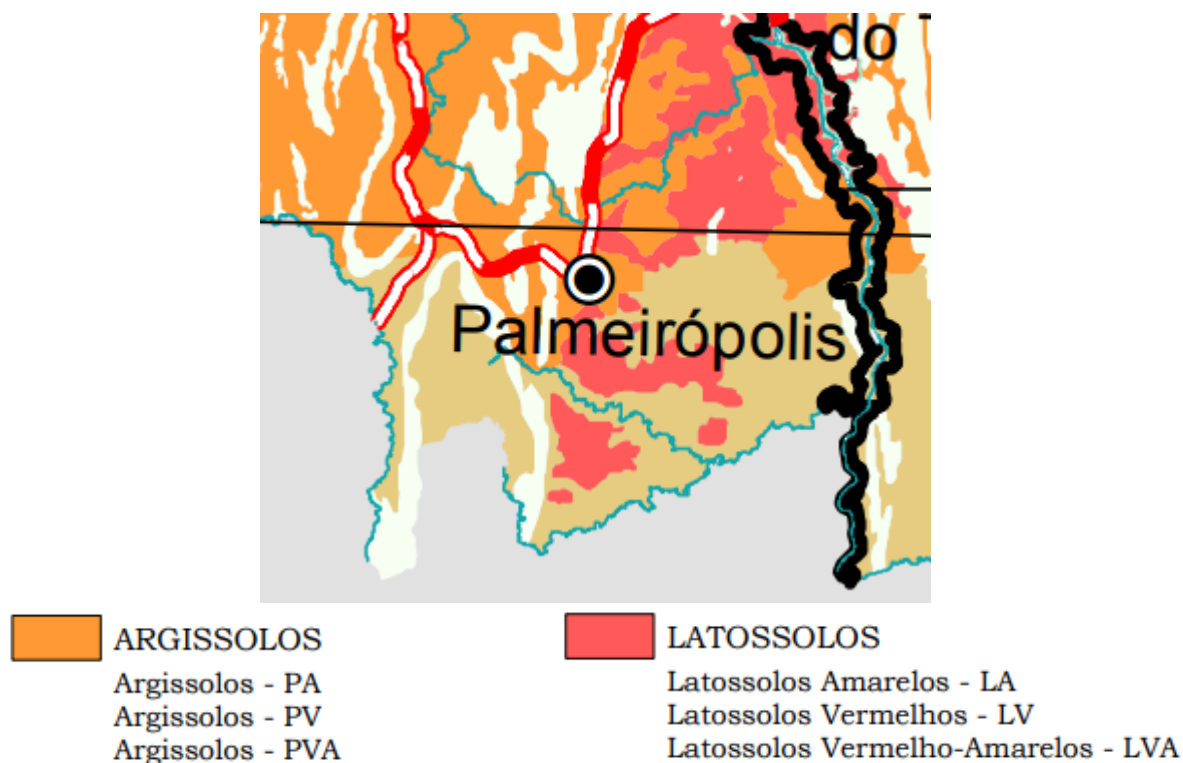 do
Palmeirópolis
ARGISSOLOS
Argissolos - PA
Argissolos - PV
Argissolos - PVA
LATOSSOLOS
Latossolos Amarelos - LA
Latossolos Vermelhos - LV
Latossolos Vermelho-Amarelos - LVA